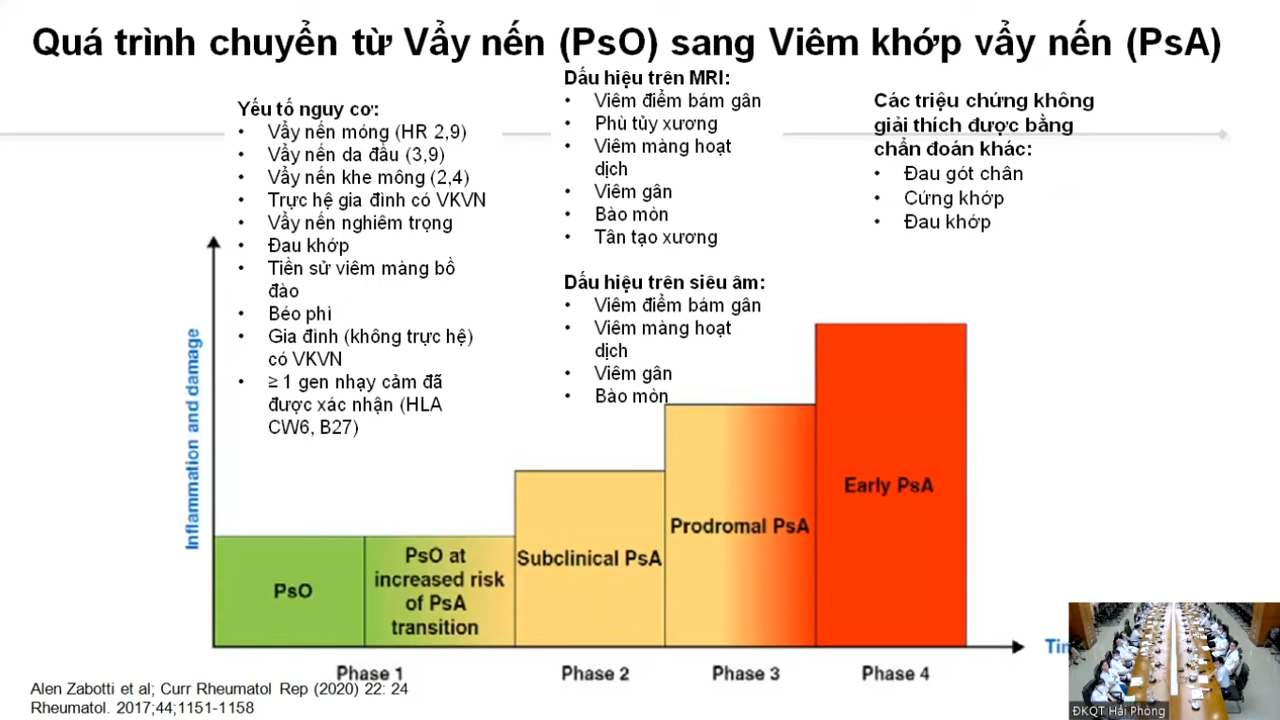 Quá trình chuyển từ Vẩy nến (PsO) sang Viêm khớp vẩy nến (PsA)
Yếu tố nguy cơ:
• Vẩy nến móng (HR 2,9)
• Vẩy nến da đầu (3,9)
• Vẩy nến khe mông (2,4)
• Trực hệ gia đình có VKVN
• Vẩy nến nghiêm trọng
• Đau khớp
• Tiền sử viêm màng bồ
đào
• Béo phì
• Gia đình (không trực hệ)
có VKVN
• ≥ 1 gen nhạy cảm đã
được xác nhận (HLA
CW6, B27)
Dấu hiệu trên MRI:
• Viêm điểm bám gân
• Phù tủy xương
• Viêm màng hoạt
dịch
• Viêm gân
• Bào mòn
• Tân tạo xương
Dấu hiệu trên siêu âm:
• Viêm điểm bám gân
• Viêm màng hoạt
dịch
• Viêm gân
• Bào mòn
Các triệu chứng không
giải thích được bằng
chẩn đoán khác:
• Đau gót chân
• Cứng khớp
• Đau khớp
Inflammation and damage
PsO
PsO at
increased risk
of PsA
transition
Subclinical PsA
Prodromal PsA
Early PsA
Phase 1
Phase 2
Phase 3
Phase 4
Alen Zabotti et al; Curr Rheumatol Rep (2020) 22: 24
Rheumatol. 2017;44;1151-1158
ĐKQT Hải Phòng